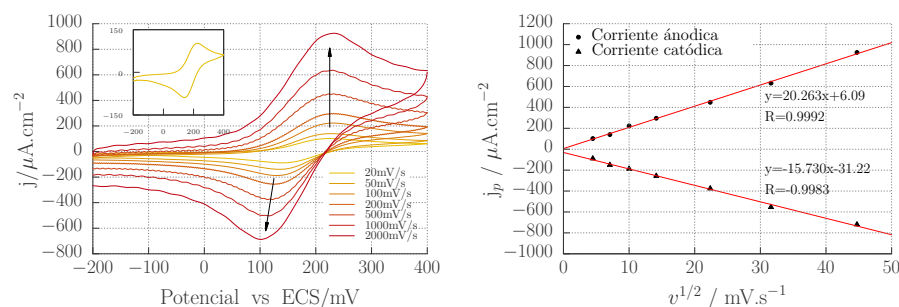 1000
800
600
400
200
0
−200
−400
−600
−800
j/μA.cm⁻²
−200
−100
0
100
200
300
400
Potencial vs ECS/mV
150
0
−150
−200
0
200
400
20mV/s
50mV/s
100mV/s
200mV/s
500mV/s
1000mV/s
2000mV/s
1000
800
600
400
200
0
−200
−400
−600
−800
−1000
jₚ / μA.cm⁻²
0
10
20
30
40
50
v¹ᐟ² / mV.s⁻¹
Corriente ánodica
Corriente catódica
y=20.263x+6.09
R=0.9992
y=-15.730x-31.22
R=-0.9983